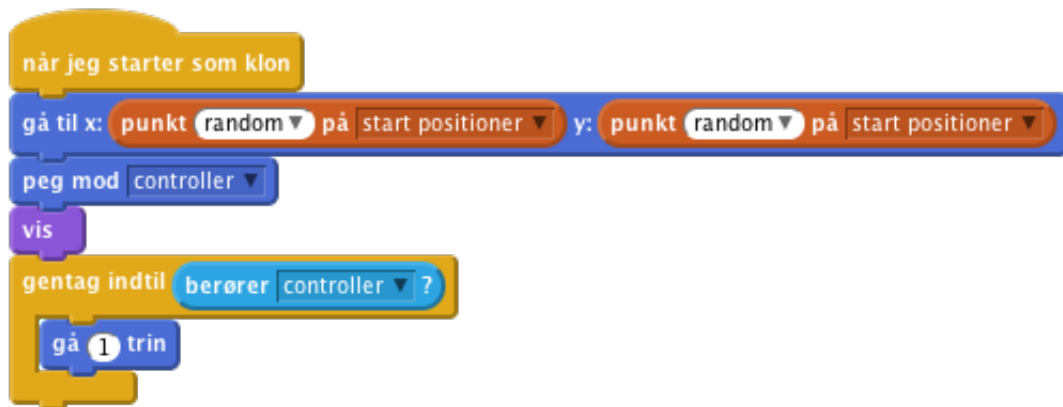 når jeg starter som klon
gå til x: punkt random på start positioner y: punkt random på start positioner
peg mod controller
vis
gentag indtil berører controller ?
gå 1 trin